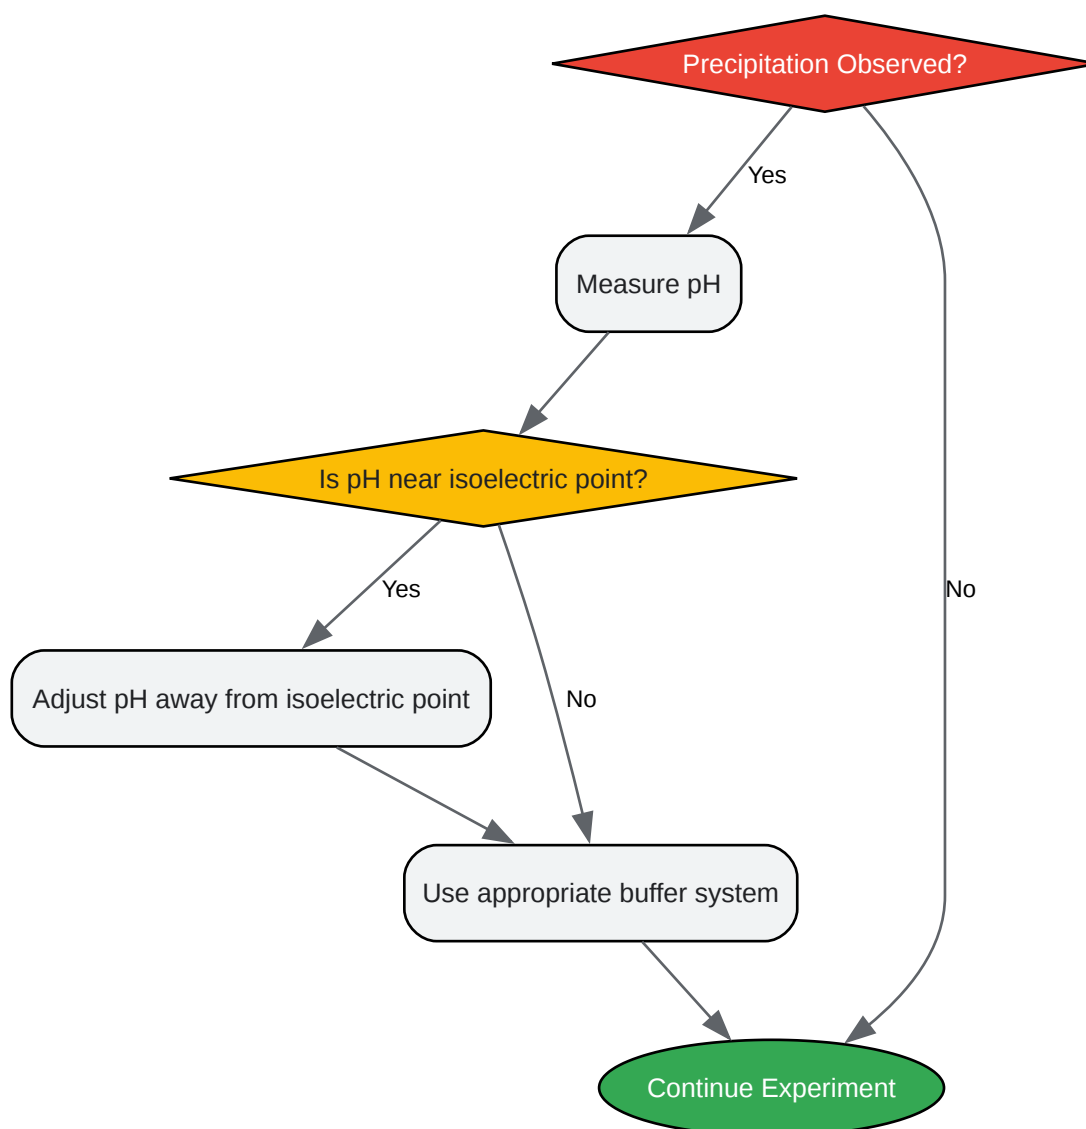 Precipitation Observed?
Yes
Measure pH
Is pH near isoelectric point?
Yes
No
Adjust pH away from isoelectric point
No
Use appropriate buffer system
Continue Experiment